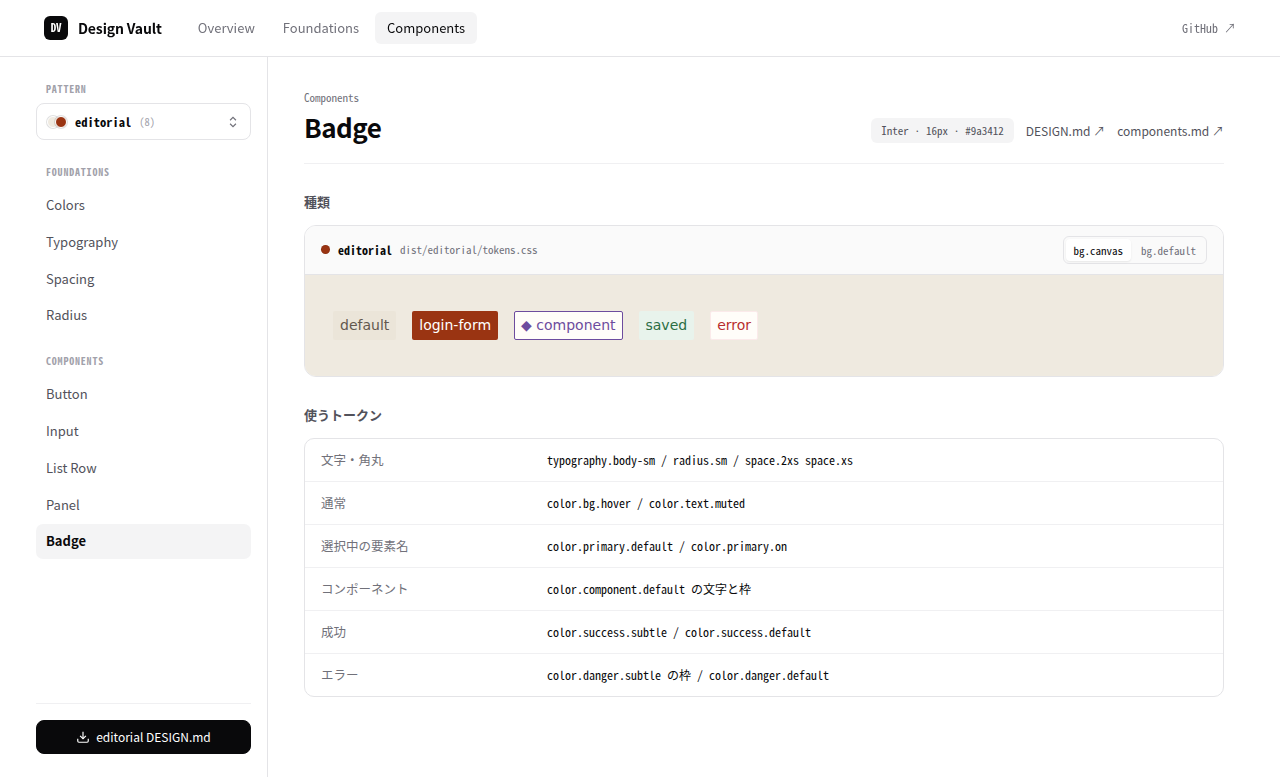 DV Design Vault Overview Foundations Components GitHub ↗
PATTERN
editorial (8)
FOUNDATIONS
Colors
Typography
Spacing
Radius
COMPONENTS
Button
Input
List Row
Panel
Badge
editorial DESIGN.md
Components
Badge
Inter · 16px · #9a3412 DESIGN.md ↗ components.md ↗
種類
editorial dist/editorial/tokens.css bg.canvas bg.default
default login-form ◆ component saved error
使うトークン
文字・角丸 typography.body-sm / radius.sm / space.2xs space.xs
通常 color.bg.hover / color.text.muted
選択中の要素名 color.primary.default / color.primary.on
コンポーネント color.component.default の文字と枠
成功 color.success.subtle / color.success.default
エラー color.danger.subtle の枠 / color.danger.default